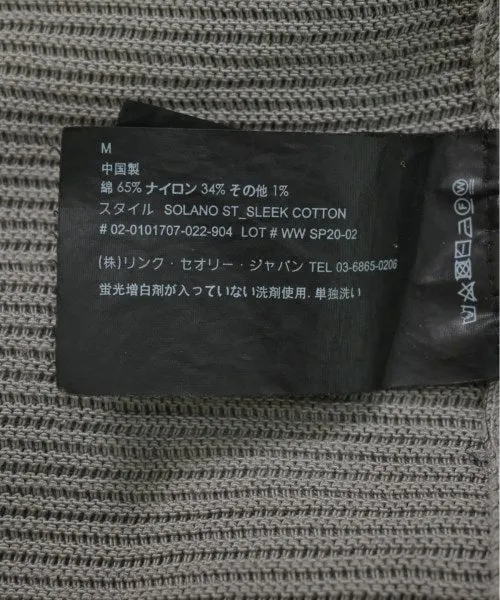 M
中国製
綿 65% ナイロン 34% その他 1%
スタイル SOLANO ST_SLEEK COTTON
# 02-0101707-022-904 LOT # WW SP20-02
(株)リンク・セオリー・ジャパン TEL 03-6865-0206
蛍光増白剤が入っていない洗剤使用. 単独洗い